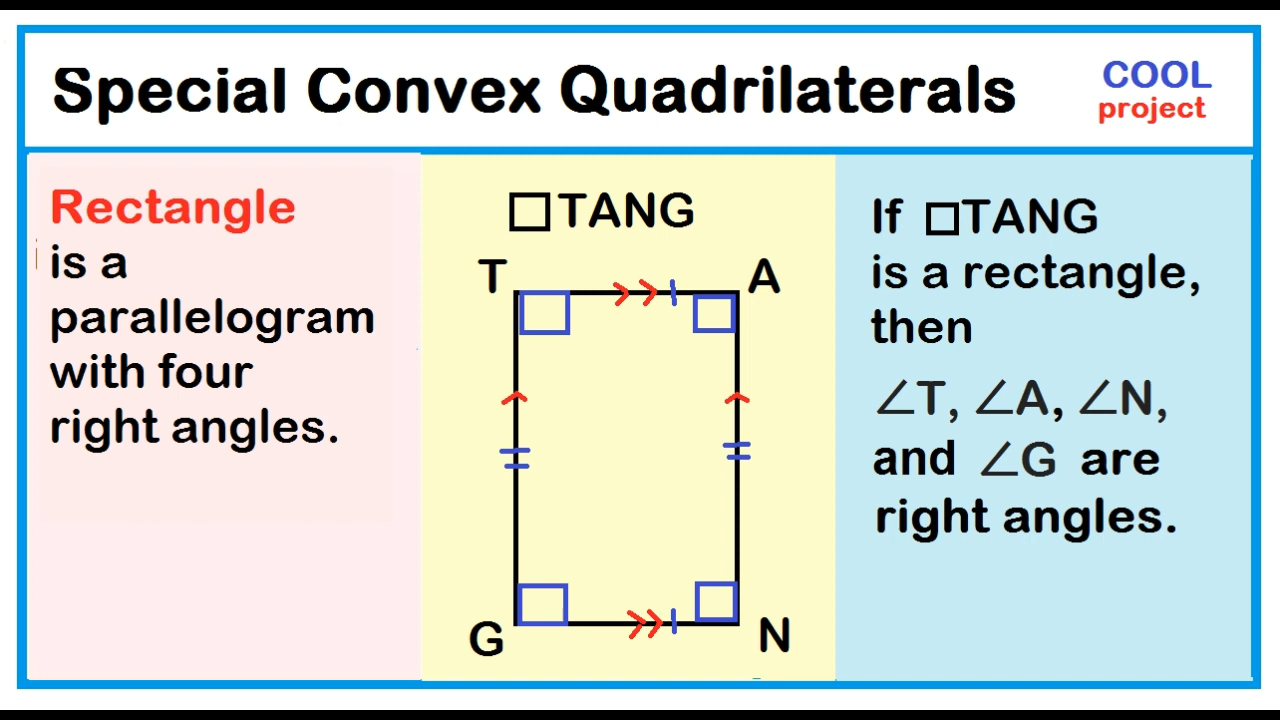 Special Convex Quadrilaterals
COOL
project
Rectangle
is a
parallelogram
with four
right angles.
□TANG
T
A
G
N
If □TANG
is a rectangle,
then
∠T, ∠A, ∠N,
and ∠G are
right angles.